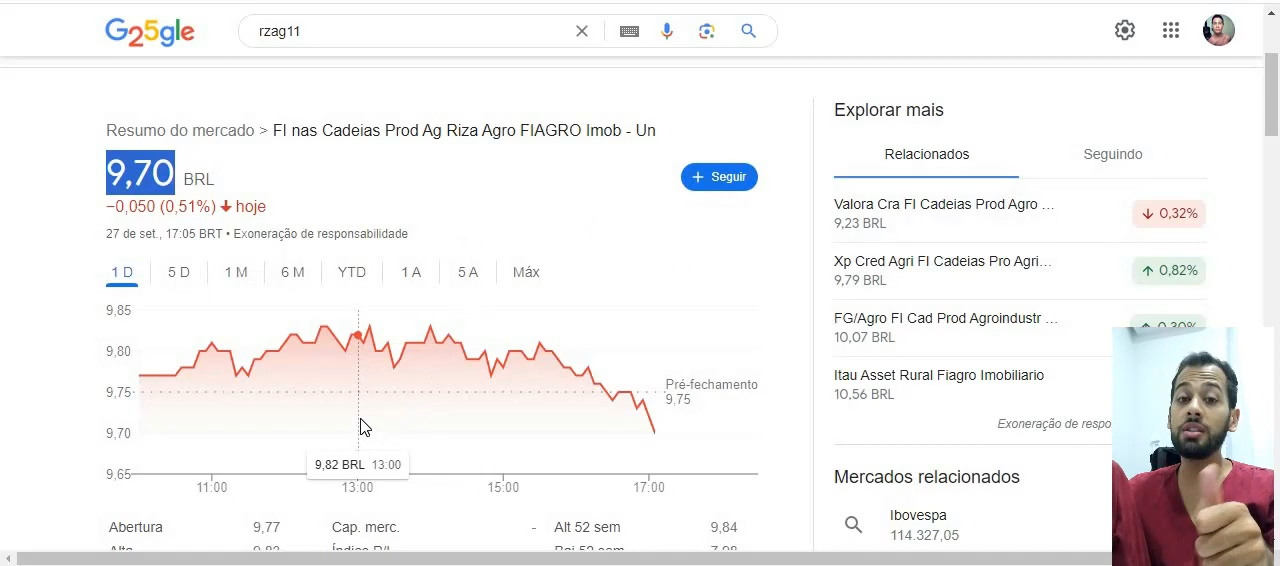 G25gle
rzag11
Resumo do mercado > FI nas Cadeias Prod Ag Riza Agro FIAGRO Imob - Un
9,70 BRL
+ Seguir
−0,050 (0,51%) hoje
27 de set., 17:05 BRT • Exoneração de responsabilidade
1 D 5 D 1 M 6 M YTD 1 A 5 A Máx
9,85
9,80
9,75
9,70
9,65
Pré-fechamento
9,75
9,82 BRL 13:00
11:00 13:00 15:00 17:00
Abertura 9,77 Cap. merc. - Alt 52 sem 9,84
Explorar mais
Relacionados Seguindo
Valora Cra FI Cadeias Prod Agro ...
9,23 BRL
0,32%
Xp Cred Agri FI Cadeias Pro Agri...
9,79 BRL
0,82%
FG/Agro FI Cad Prod Agroindustr ...
10,07 BRL
Itau Asset Rural Fiagro Imobiliario
10,56 BRL
Exoneração de respo
Mercados relacionados
Ibovespa
114.327,05